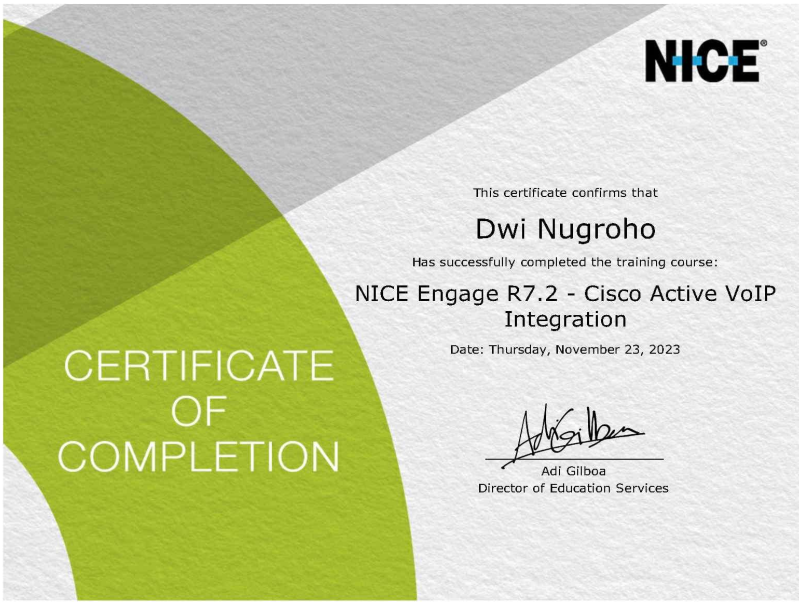 NICE®
This certificate confirms that
Dwi Nugroho
Has successfully completed the training course:
NICE Engage R7.2 - Cisco Active VoIP
Integration
Date: Thursday, November 23, 2023
CERTIFICATE
OF
COMPLETION
Adi Gilboa
Adi Gilboa
Director of Education Services